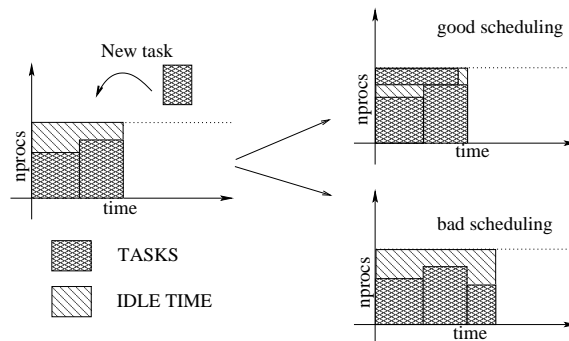 good scheduling
New task
nprocs
time
nprocs
time
bad scheduling
TASKS
IDLE TIME
nprocs
time